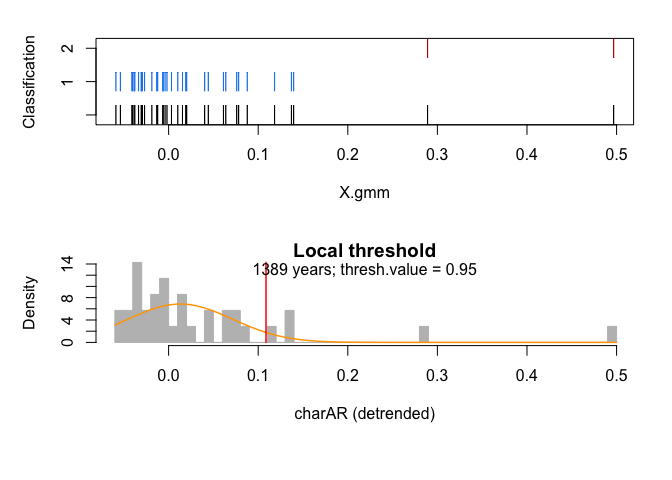 Classification
2
1
0.0 0.1 0.2 0.3 0.4 0.5
X.gmm
Local threshold
1389 years; thresh.value = 0.95
Density
14
8
4
0
0.0 0.1 0.2 0.3 0.4 0.5
charAR (detrended)